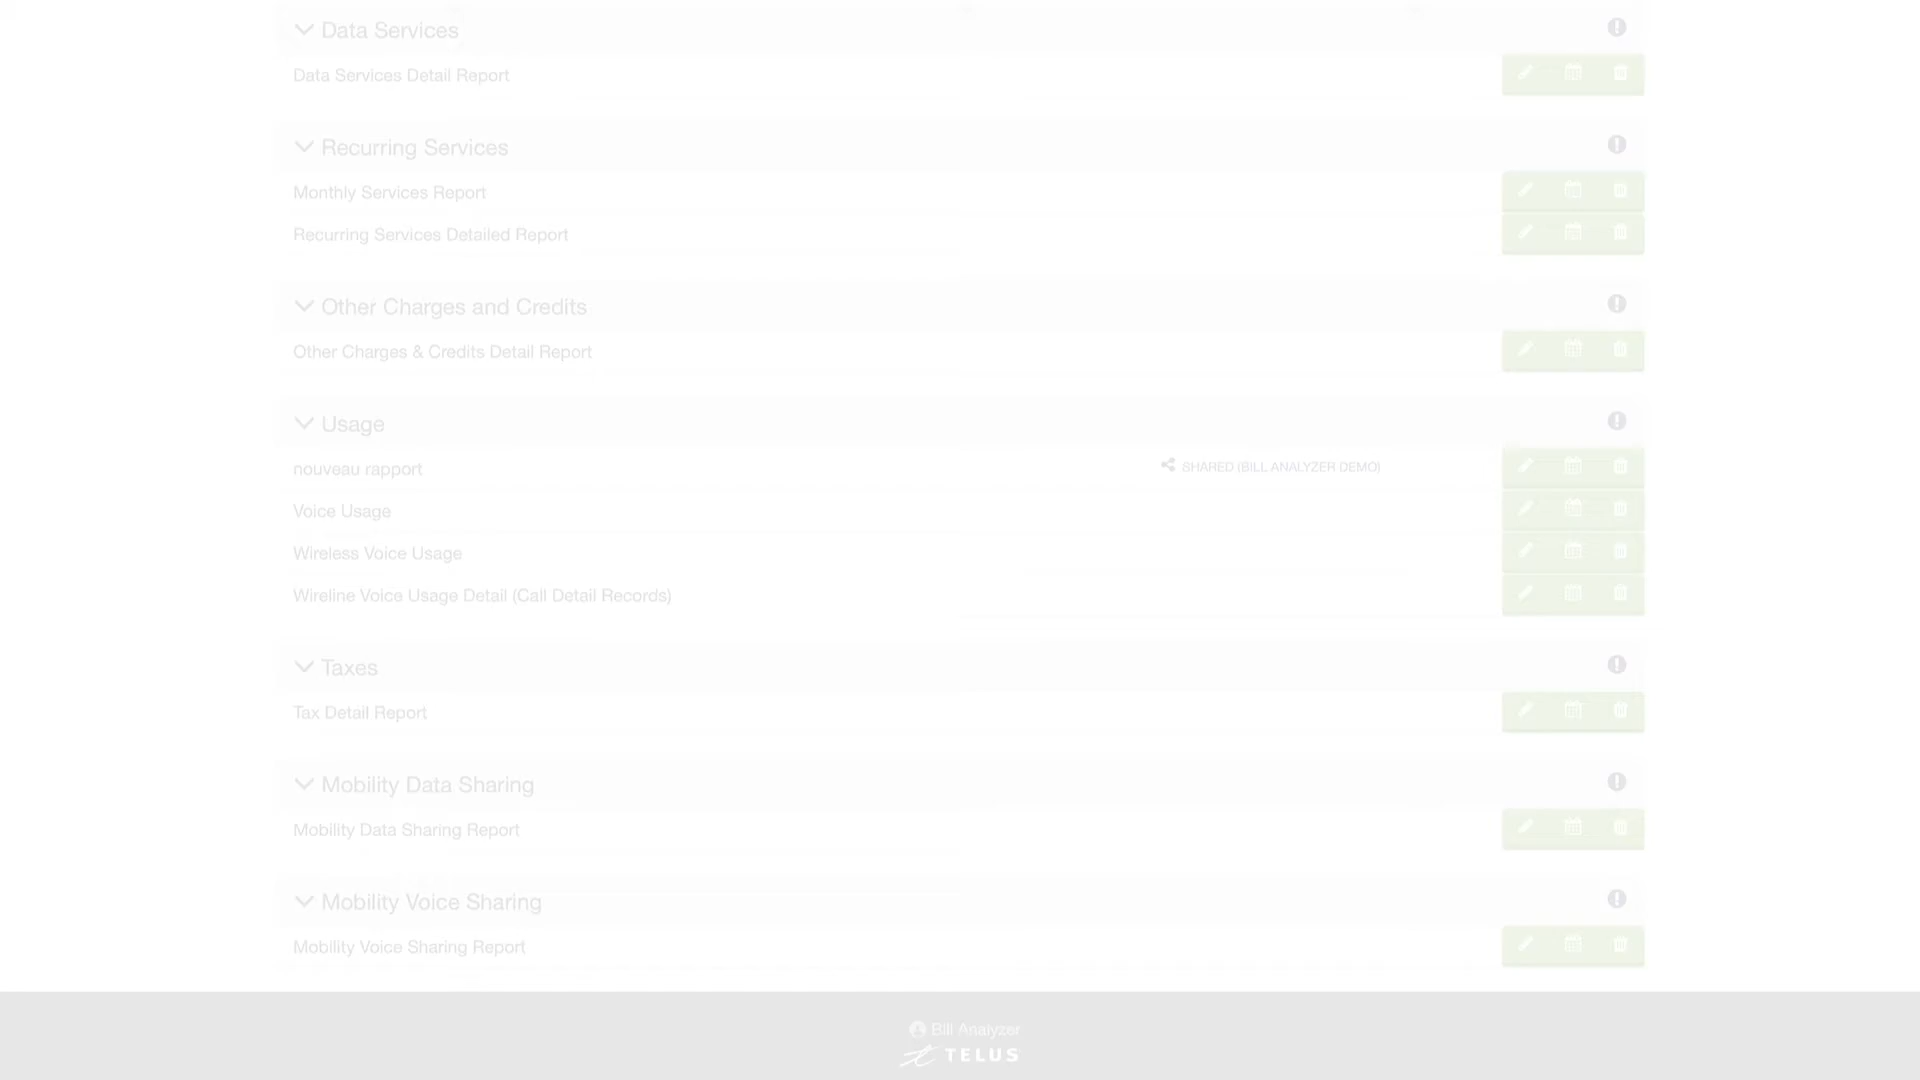 Data Services
Data Services Detail Report
Recurring Services
Monthly Services Report
Recurring Services Detailed Report
Other Charges and Credits
Other Charges & Credits Detail Report
Usage
nouveau rapport
SHARED (BILL ANALYZER DEMO)
Voice Usage
Wireless Voice Usage
Wireline Voice Usage Detail (Call Detail Records)
Taxes
Tax Detail Report
Mobility Data Sharing
Mobility Data Sharing Report
Mobility Voice Sharing
Mobility Voice Sharing Report
Bill Analyzer
TELUS